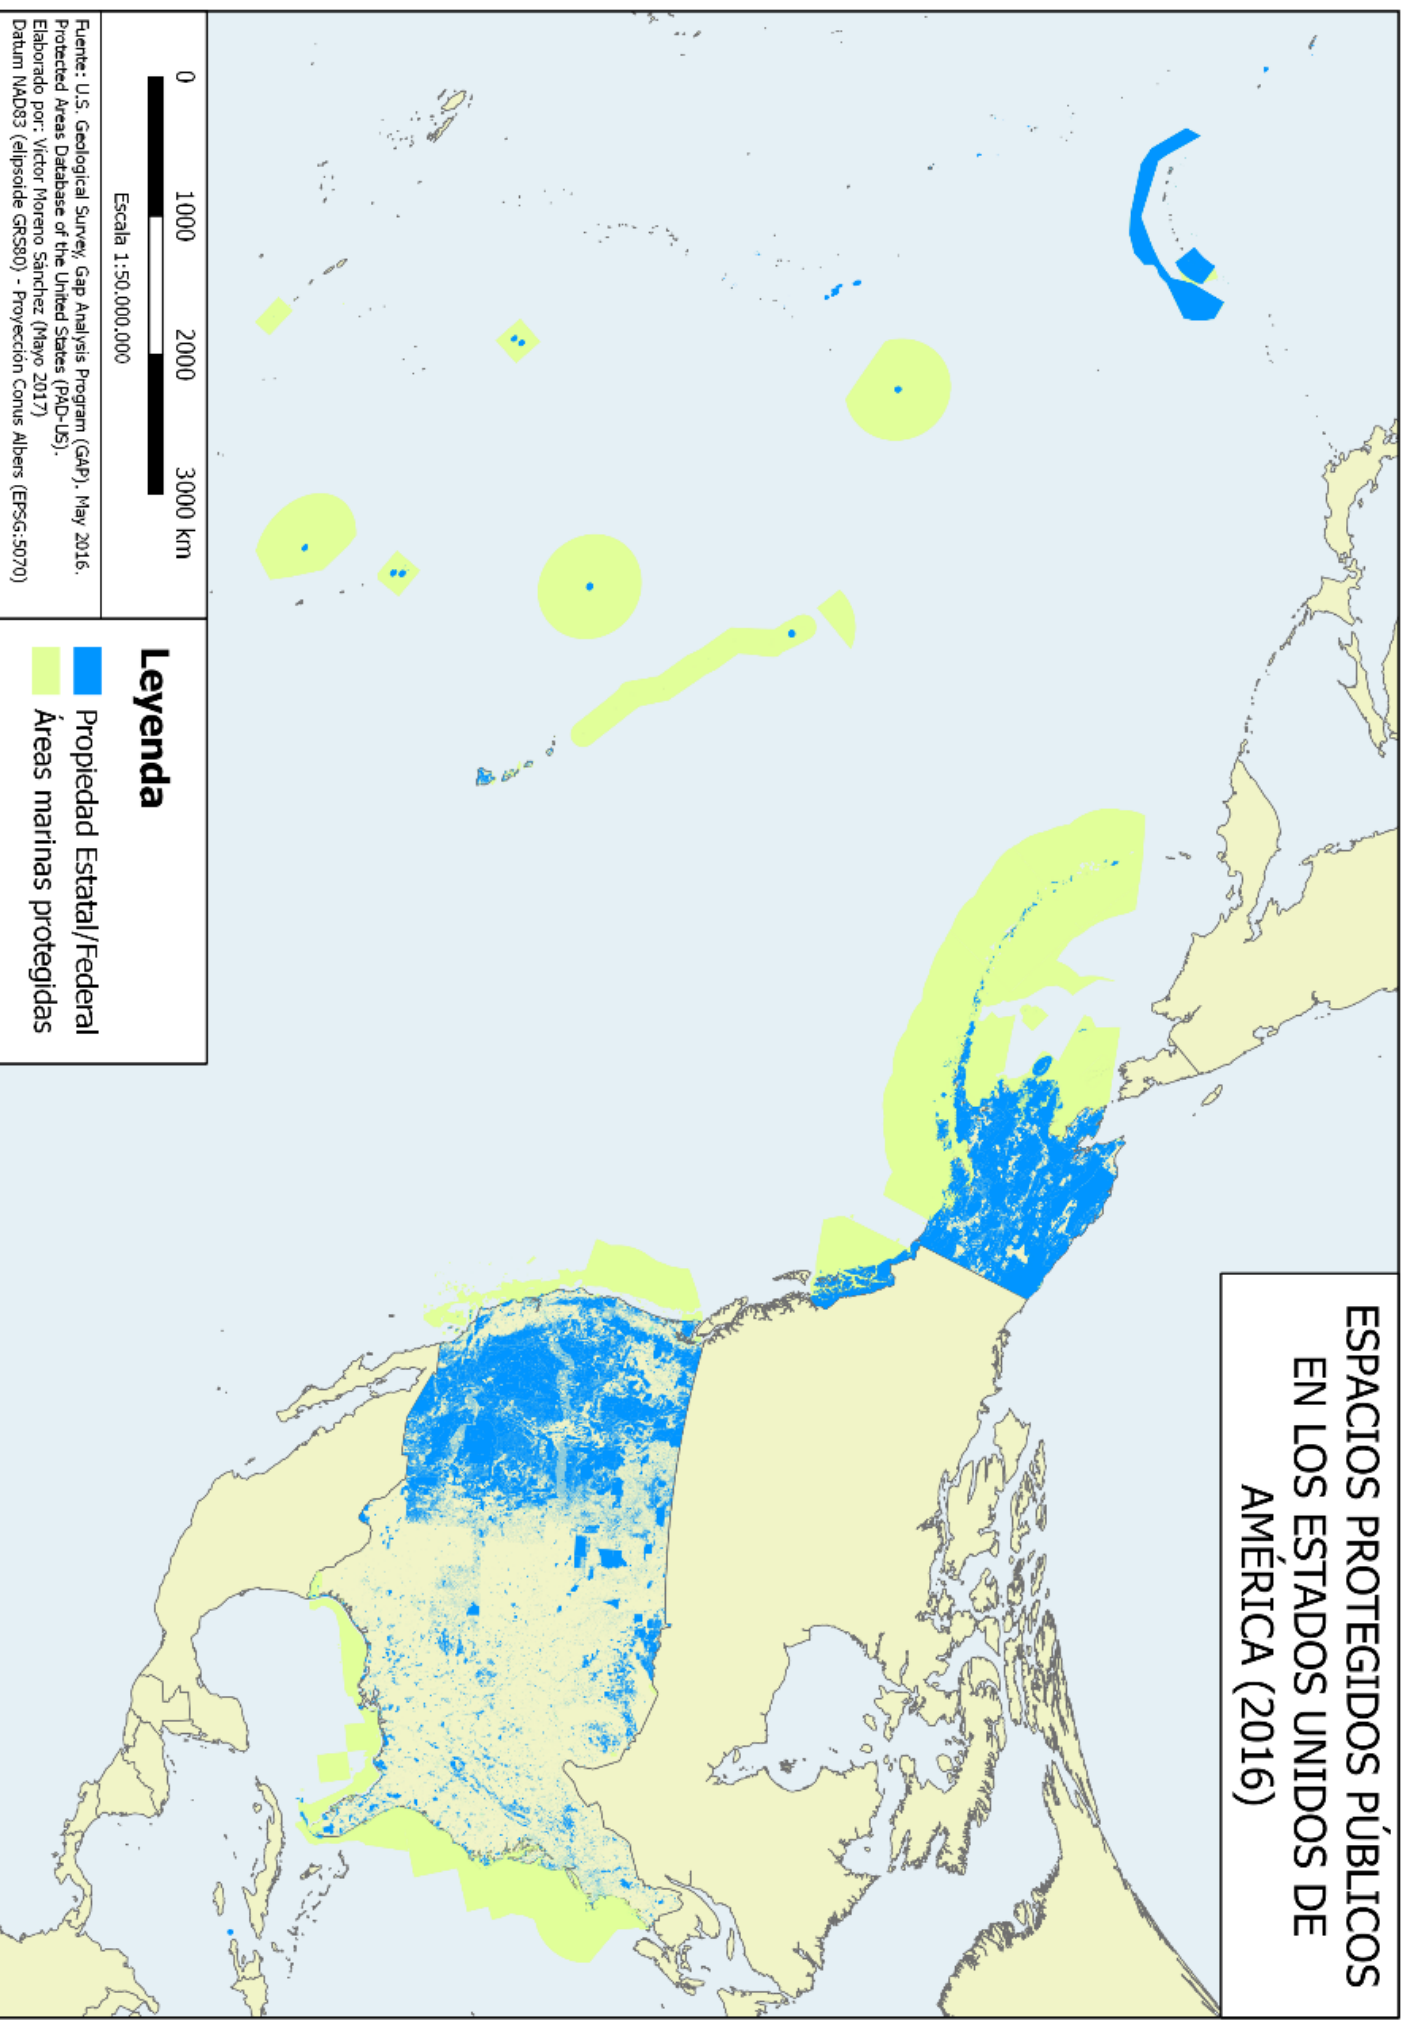 ESPACIOS PROTEGIDOS PÚBLICOS
EN LOS ESTADOS UNIDOS DE
AMÉRICA (2016)
0 1000 2000 3000 km
Escala 1:50.000.000
Fuente: U.S. Geological Survey, Gap Analysis Program (GAP). May 2016.
Protected Areas Database of the United States (PAD-US).
Elaborado por: Víctor Moreno Sánchez (Mayo 2017)
Datum NAD83 (elipsoide GRS80) - Proyección Conus Albers (EPSG:5070)
Leyenda
Propiedad Estatal/Federal
Áreas marinas protegidas